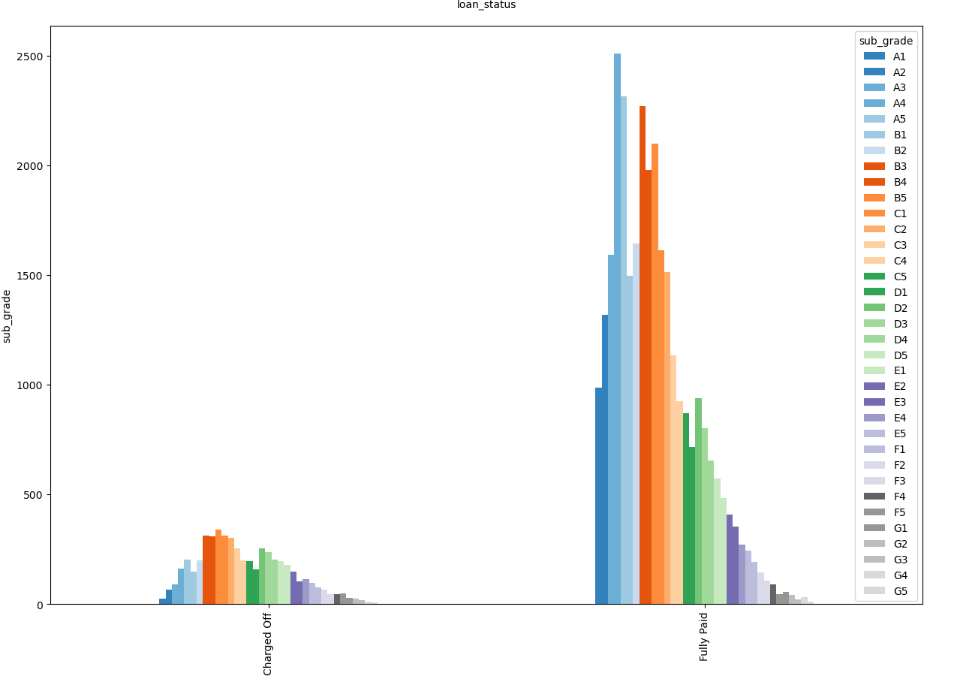 loan_status
sub_grade
2500
2000
1500
1000
500
0
Charged Off
Fully Paid
sub_grade
A1
A2
A3
A4
A5
B1
B2
B3
B4
B5
C1
C2
C3
C4
C5
D1
D2
D3
D4
D5
E1
E2
E3
E4
E5
F1
F2
F3
F4
F5
G1
G2
G3
G4
G5